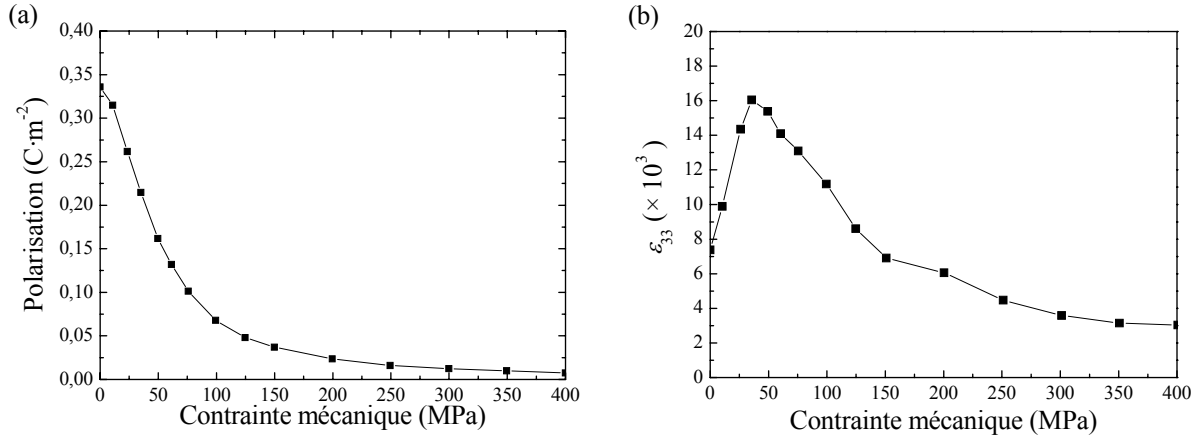 (a)
0,40
0,35
0,30
0,25
0,20
0,15
0,10
0,05
0,00
Polarisation (C·m-2)
0 50 100 150 200 250 300 350 400
Contrainte mécanique (MPa)
(b)
20
18
16
14
12
10
8
6
4
2
0
ε33 (× 10³)
0 50 100 150 200 250 300 350 400
Contrainte mécanique (MPa)